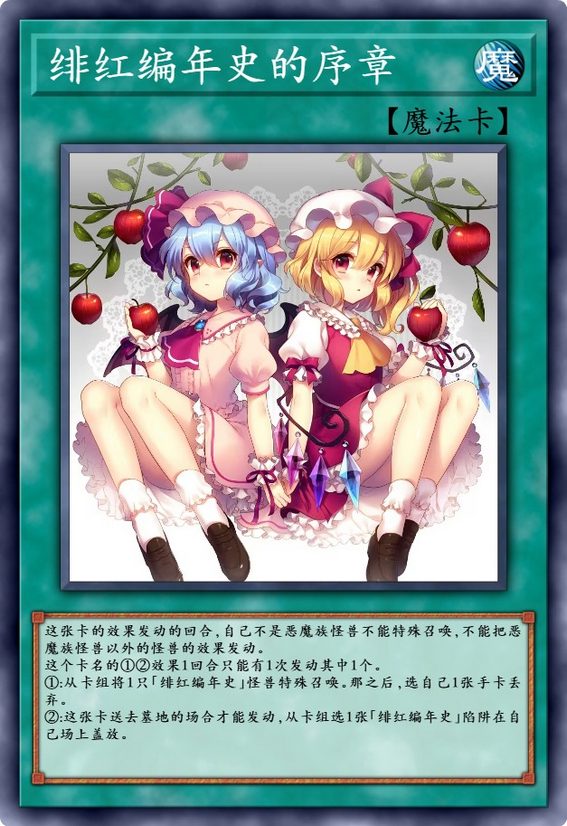 绯红编年史的序章
魔
【魔法卡】
这张卡的效果发动的回合,自己不是恶魔族怪兽不能特殊召唤,不能把恶
魔族怪兽以外的怪兽的效果发动。
这个卡名的①②效果1回合只能有1次发动其中1个。
①:从卡组将1只「绯红编年史」怪兽特殊召唤。那之后,选自己1张手卡丢
弃。
②:这张卡送去墓地的场合才能发动,从卡组选1张「绯红编年史」陷阱在自
己场上盖放。